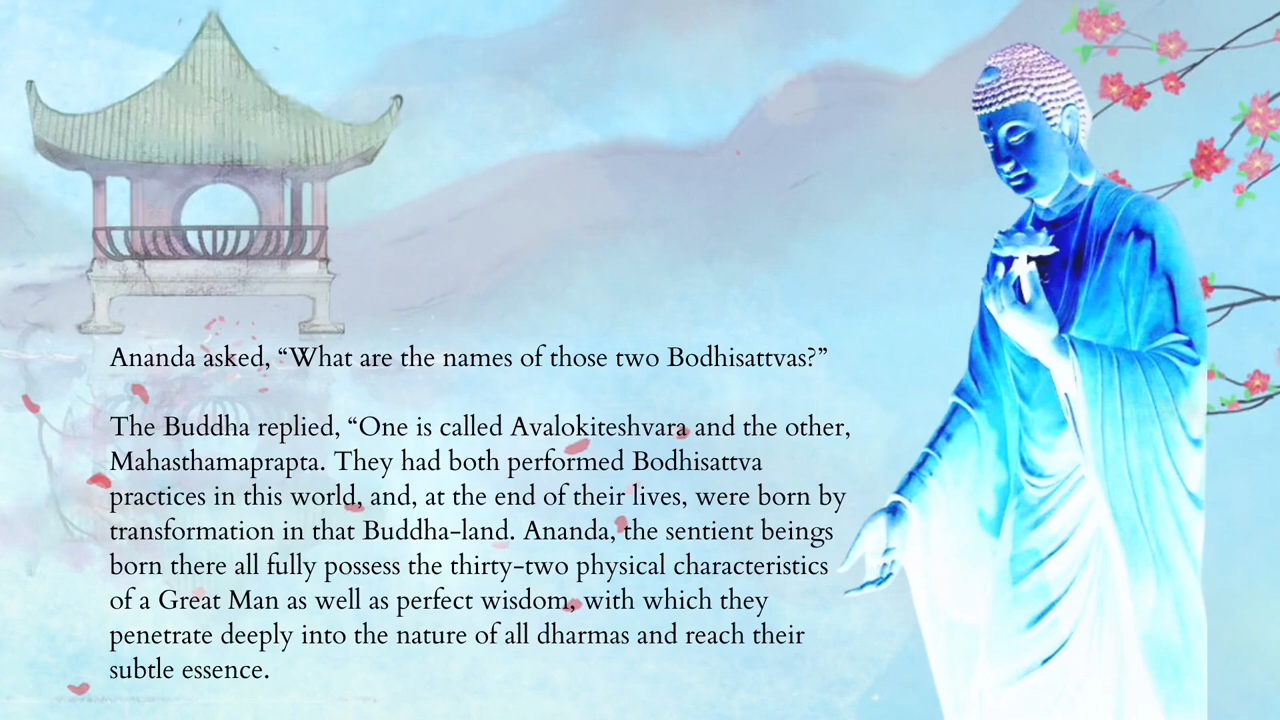 Ananda asked, “What are the names of those two Bodhisattvas?”
The Buddha replied, “One is called Avalokiteshvara and the other,
Mahasthamaprapta. They had both performed Bodhisattva
practices in this world, and, at the end of their lives, were born by
transformation in that Buddha-land. Ananda, the sentient beings
born there all fully possess the thirty-two physical characteristics
of a Great Man as well as perfect wisdom, with which they
penetrate deeply into the nature of all dharmas and reach their
subtle essence.